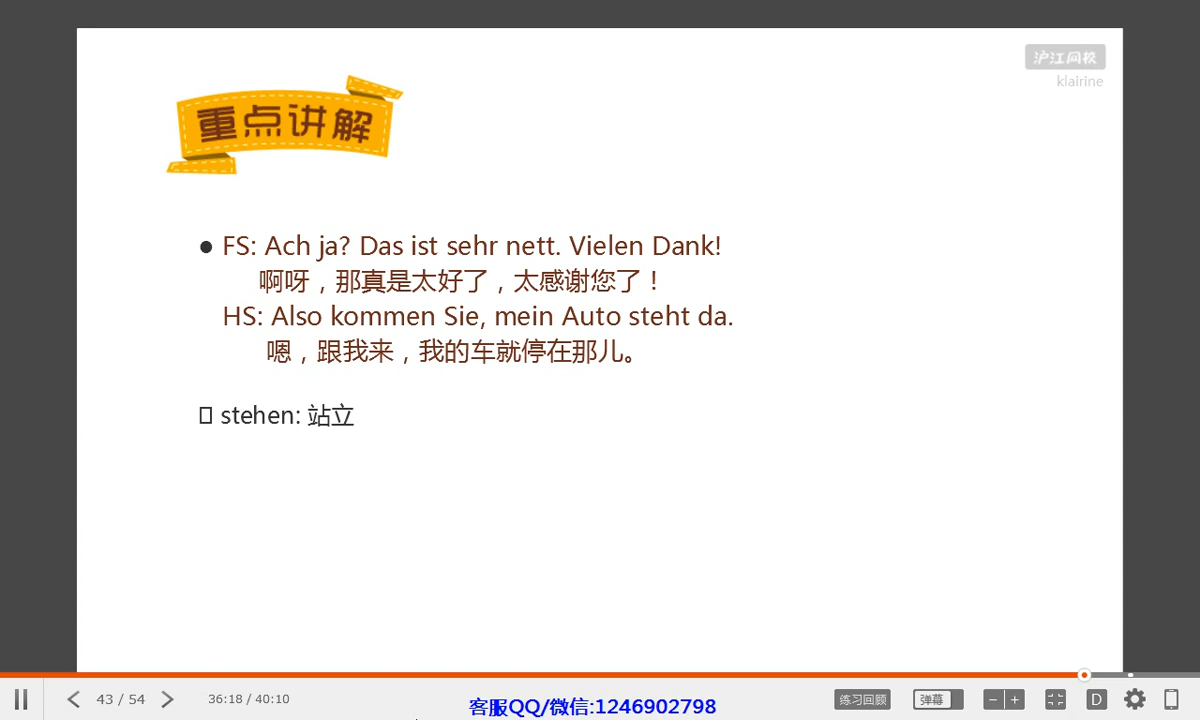 沪江网校
klairine
重点讲解
● FS: Ach ja? Das ist sehr nett. Vielen Dank!
啊呀，那真是太好了，太感谢您了！
HS: Also kommen Sie, mein Auto steht da.
嗯，跟我来，我的车就停在那儿。
stehen: 站立
43 / 54
36:18 / 40:10
客服QQ/微信:1246902798
练习回顾
弹幕
D